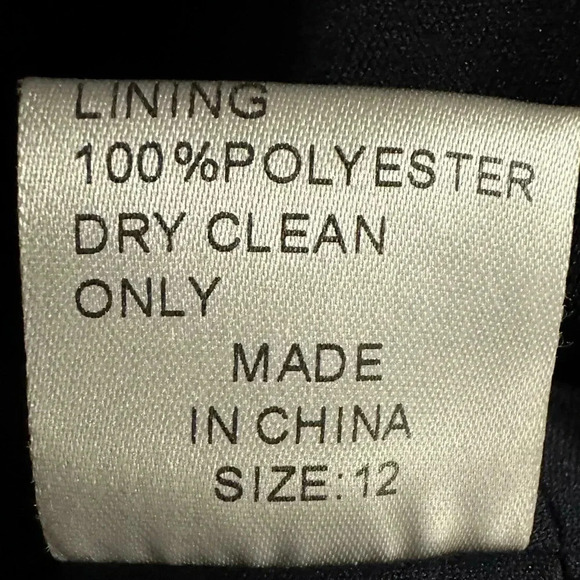 LINING
100%POLYESTER
DRY CLEAN
ONLY
MADE
IN CHINA
SIZE:12